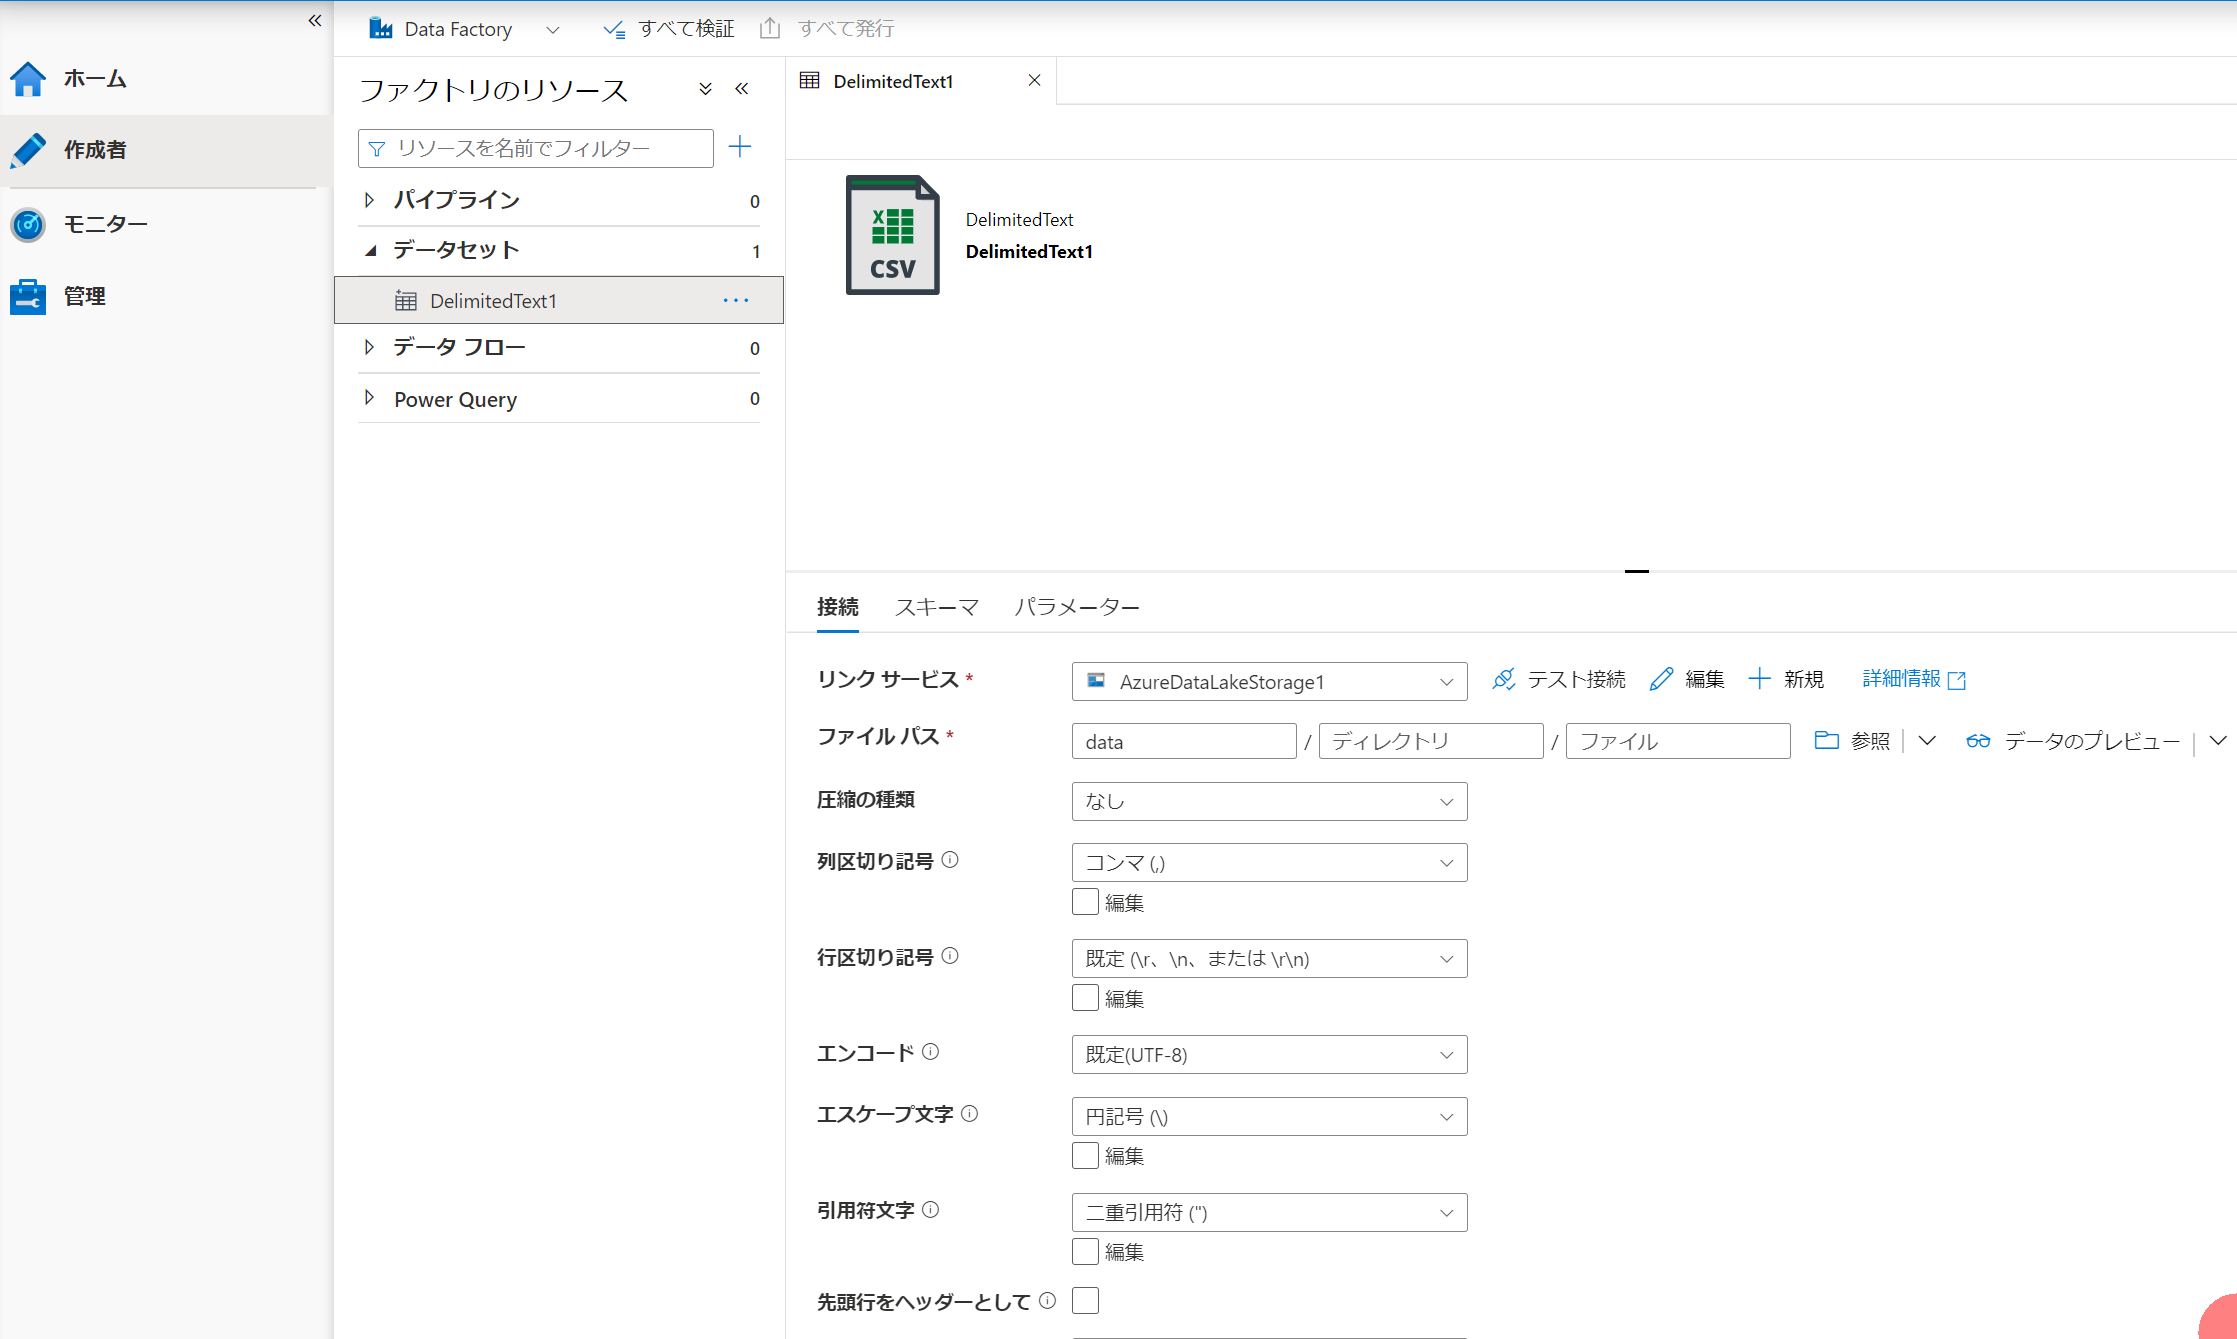 Data Factory すべて検証 すべて発行
ホーム
作成者
モニター
管理
ファクトリのリソース
リソースを名前でフィルター
パイプライン 0
データセット 1
DelimitedText1
データ フロー 0
Power Query 0
DelimitedText1
CSV
DelimitedText
DelimitedText1
接続 スキーマ パラメーター
リンク サービス * AzureDataLakeStorage1 テスト接続 編集 新規 詳細情報
ファイル パス * data / ディレクトリ / ファイル 参照 データのプレビュー
圧縮の種類 なし
列区切り記号 コンマ (,)
編集
行区切り記号 既定 (\r、\n、または \r\n)
編集
エンコード 既定(UTF-8)
エスケープ文字 円記号 (\)
編集
引用符文字 二重引用符 (")
編集
先頭行をヘッダーとして